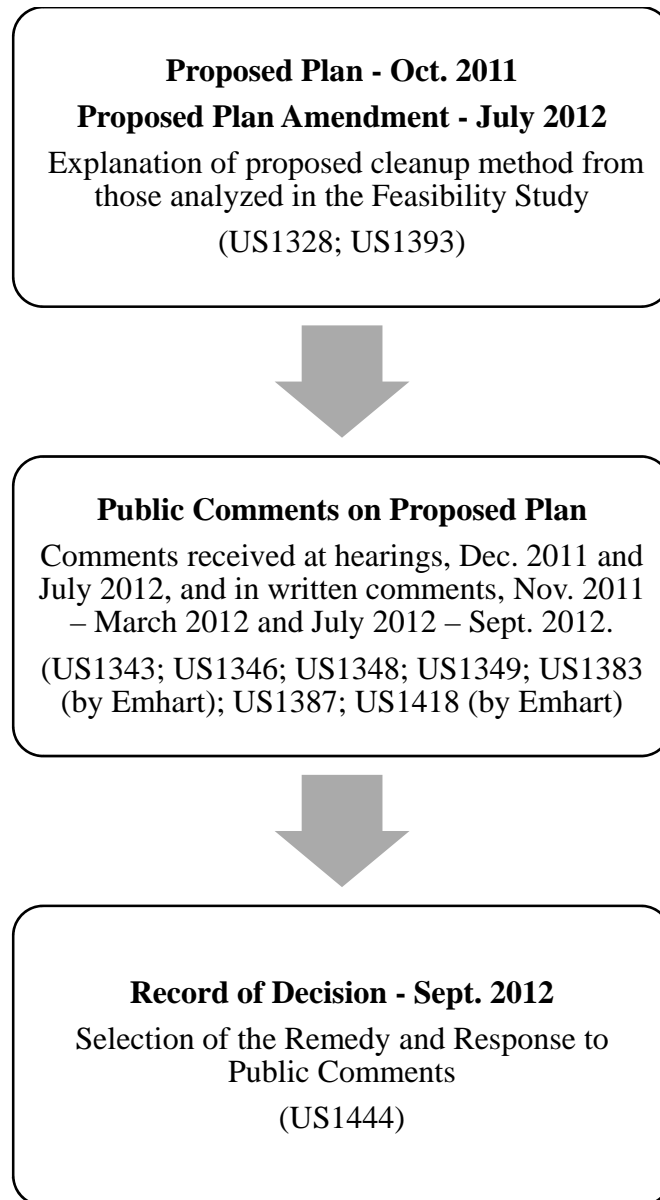 Proposed Plan - Oct. 2011
Proposed Plan Amendment - July 2012
Explanation of proposed cleanup method from
those analyzed in the Feasibility Study
(US1328; US1393)
Public Comments on Proposed Plan
Comments received at hearings, Dec. 2011 and
July 2012, and in written comments, Nov. 2011
– March 2012 and July 2012 – Sept. 2012.
(US1343; US1346; US1348; US1349; US1383
(by Emhart); US1387; US1418 (by Emhart)
Record of Decision - Sept. 2012
Selection of the Remedy and Response to
Public Comments
(US1444)